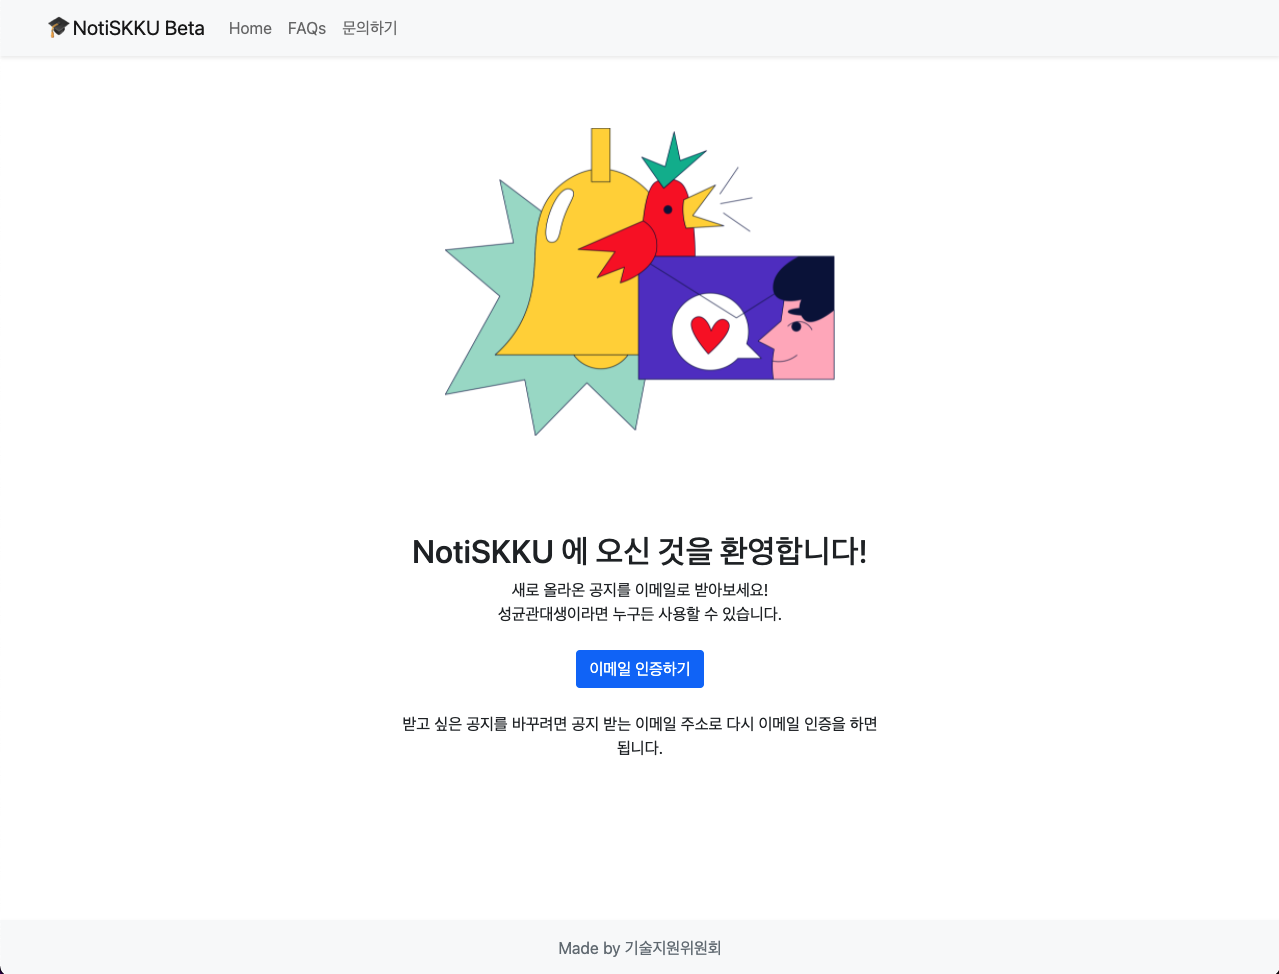 🎓NotiSKKU Beta Home FAQs 문의하기
NotiSKKU 에 오신 것을 환영합니다!
새로 올라온 공지를 이메일로 받아보세요!
성균관대생이라면 누구든 사용할 수 있습니다.
이메일 인증하기
받고 싶은 공지를 바꾸려면 공지 받는 이메일 주소로 다시 이메일 인증을 하면
됩니다.
Made by 기술지원위원회